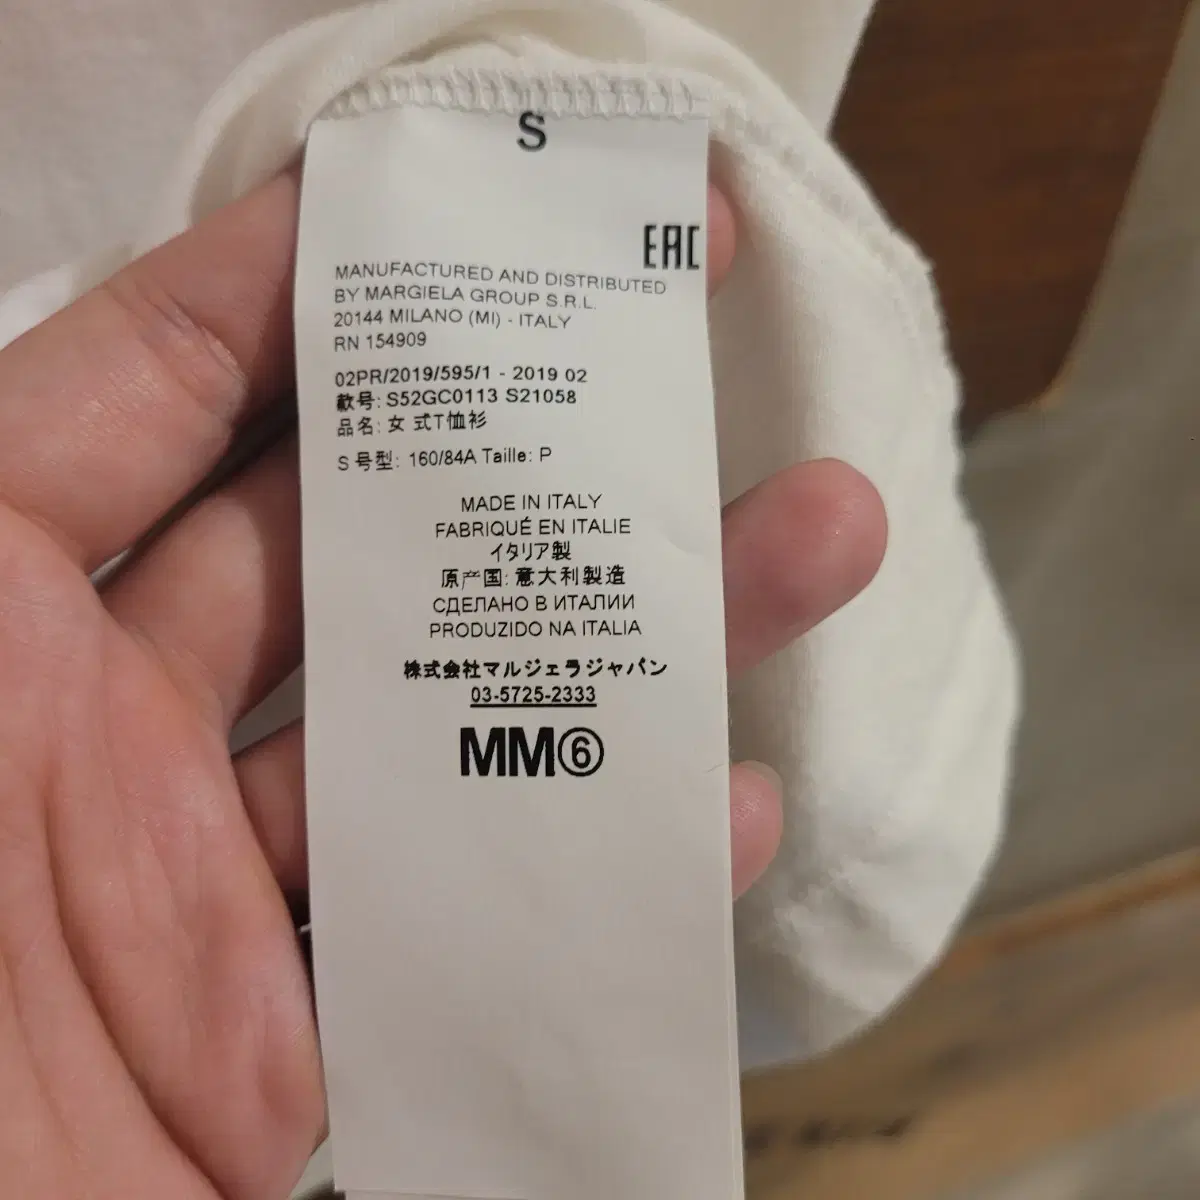 S
EAC
MANUFACTURED AND DISTRIBUTED
BY MARGIELA GROUP S.R.L.
20144 MILANO (MI) - ITALY
RN 154909
02PR/2019/595/1 - 2019 02
款号: S52GC0113 S21058
品名: 女 式T恤衫
S 号型: 160/84A Taille: P
MADE IN ITALY
FABRIQUÉ EN ITALIE
イタリア製
原产国: 意大利製造
СДЕЛАНО В ИТАЛИИ
PRODUZIDO NA ITALIA
株式会社マルジェラジャパン
03-5725-2333
MM⑥